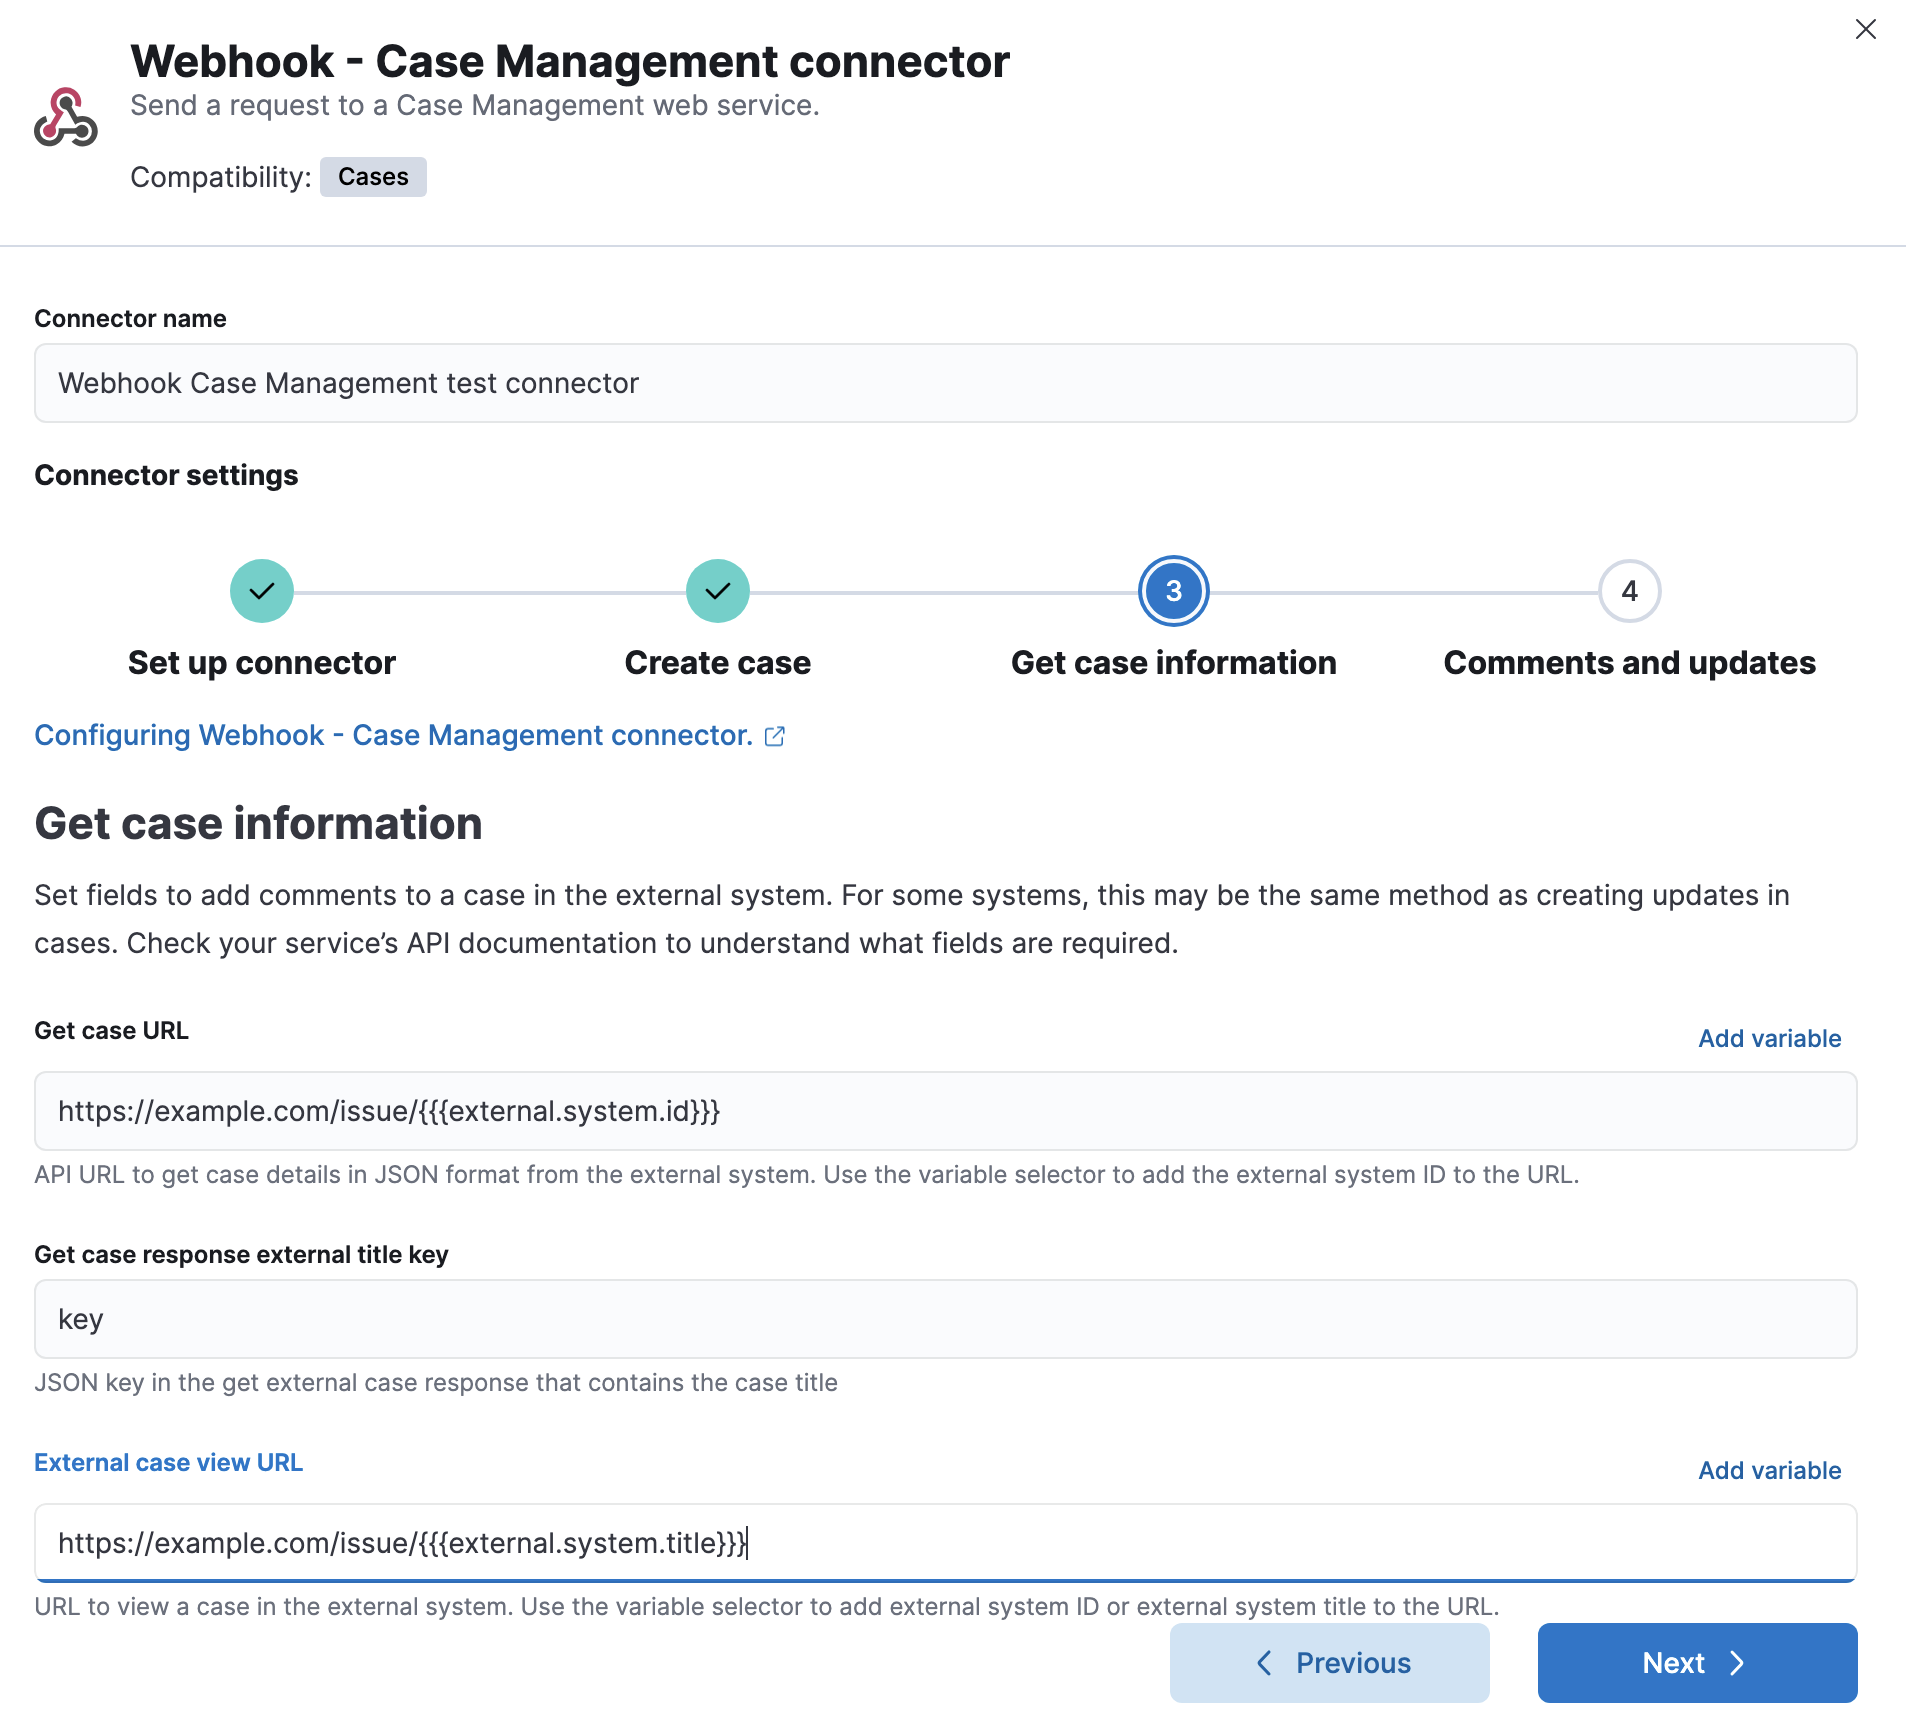 Webhook - Case Management connector
Send a request to a Case Management web service.
Compatibility: Cases
Connector name
Webhook Case Management test connector
Connector settings
3
4
Set up connector
Create case
Get case information
Comments and updates
Configuring Webhook - Case Management connector.
Get case information
Set fields to add comments to a case in the external system. For some systems, this may be the same method as creating updates in
cases. Check your service’s API documentation to understand what fields are required.
Get case URL
Add variable
https://example.com/issue/{{{external.system.id}}}
API URL to get case details in JSON format from the external system. Use the variable selector to add the external system ID to the URL.
Get case response external title key
key
JSON key in the get external case response that contains the case title
External case view URL
Add variable
https://example.com/issue/{{{external.system.title}}}
URL to view a case in the external system. Use the variable selector to add external system ID or external system title to the URL.
Previous
Next